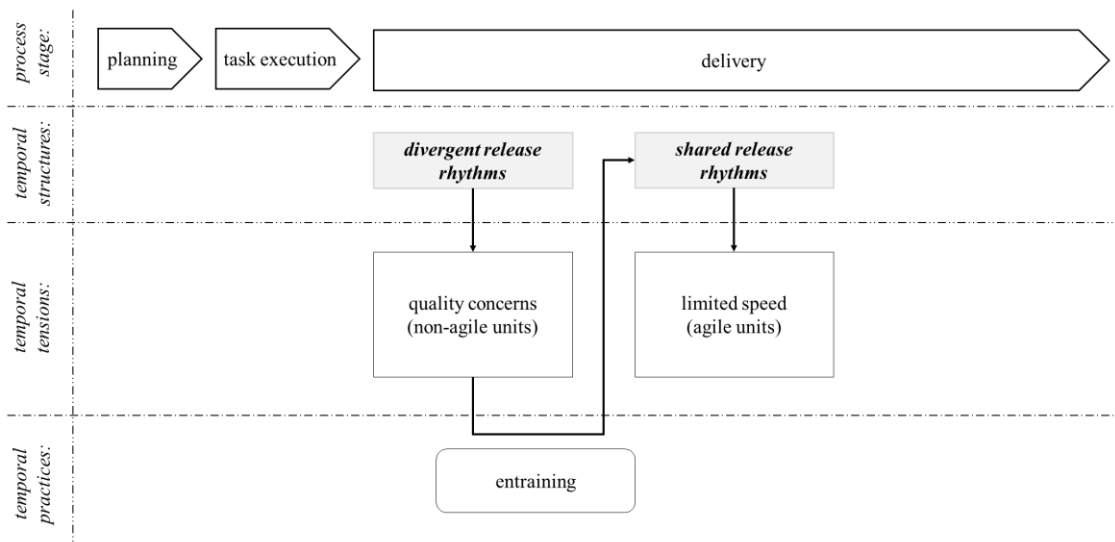 process
stage:
planning
task execution
delivery
temporal
structures:
divergent release
rhythms
shared release
rhythms
temporal
tensions:
quality concerns
(non-agile units)
limited speed
(agile units)
temporal
practices:
entraining